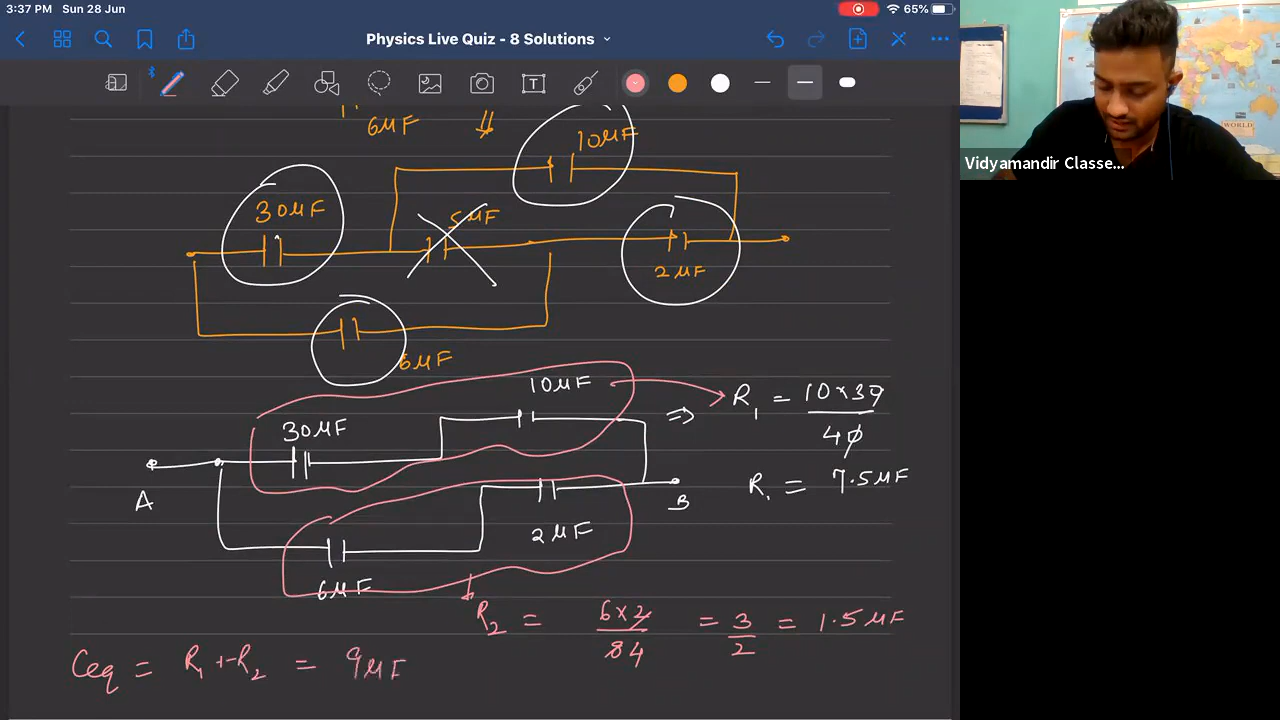 3:37 PM Sun 28 Jun
65%
Physics Live Quiz - 8 Solutions
T
6μF
10μF
30μF
5μF
2μF
6μF
10μF
30μF
⇒ R₁ = 10×30
40
A
R₁ = 7.5μF
B
2μF
6μF
R₂ = 6×2 = 3 = 1.5μF
84 2
Ceq = R₁ + R₂ = 9μF
Vidyamandir Classe...
WORLD